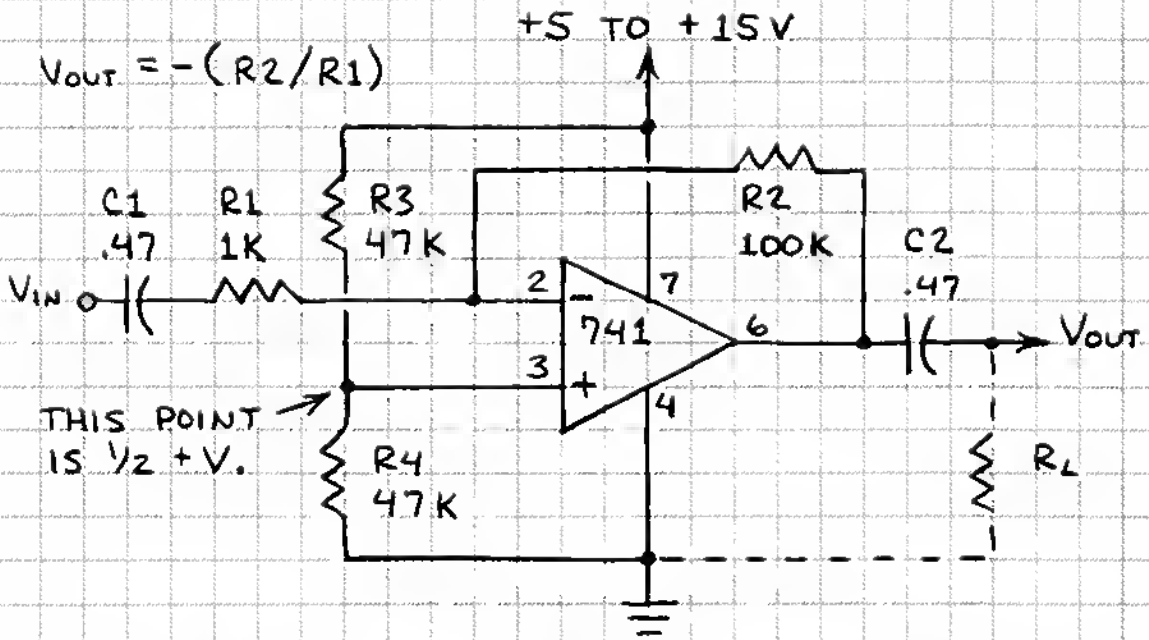 +5 TO +15V
VOUT = -(R2/R1)
C1
.47
R1
1K
R3
47K
R2
100K
C2
.47
VIN
2
-
7
741
6
VOUT
3
+
4
THIS POINT
IS 1/2 +V.
R4
47K
RL